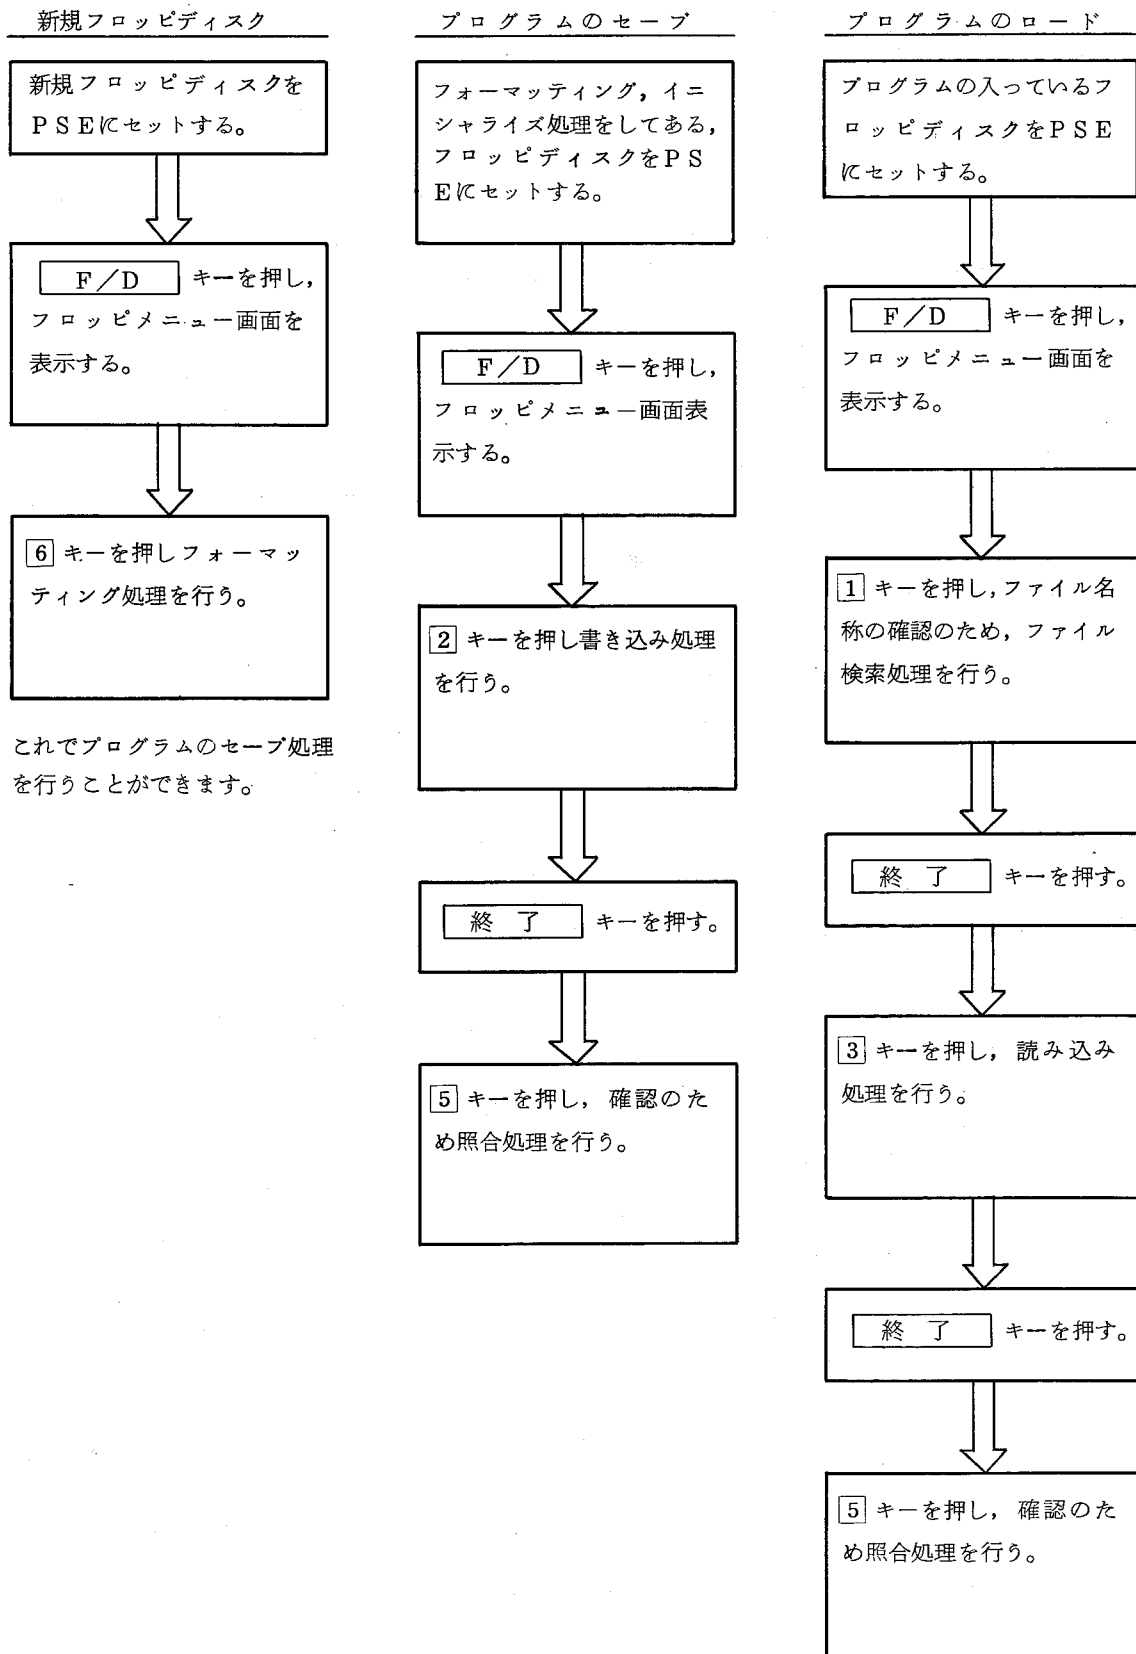 新規フロッピディスク
新規フロッピディスクを
PSEにセットする。
F/D キーを押し,
フロッピメニュー画面を
表示する。
6 キーを押しフォーマッ
ティング処理を行う。
これでプログラムのセーブ処理
を行うことができます。
プログラムのセーブ
フォーマッティング,イニ
シャライズ処理をしてある,
フロッピディスクをPS
Eにセットする。
F/D キーを押し,
フロッピメニュー画面表
示する。
2 キーを押し書き込み処理
を行う。
終了 キーを押す。
5 キーを押し,確認のた
め照合処理を行う。
プログラムのロード
プログラムの入っているフ
ロッピディスクをPSE
にセットする。
F/D キーを押し,
フロッピメニュー画面を
表示する。
1 キーを押し,ファイル名
称の確認のため,ファイル
検索処理を行う。
終了 キーを押す。
3 キーを押し,読み込み
処理を行う。
終了 キーを押す。
5 キーを押し,確認のた
め照合処理を行う。